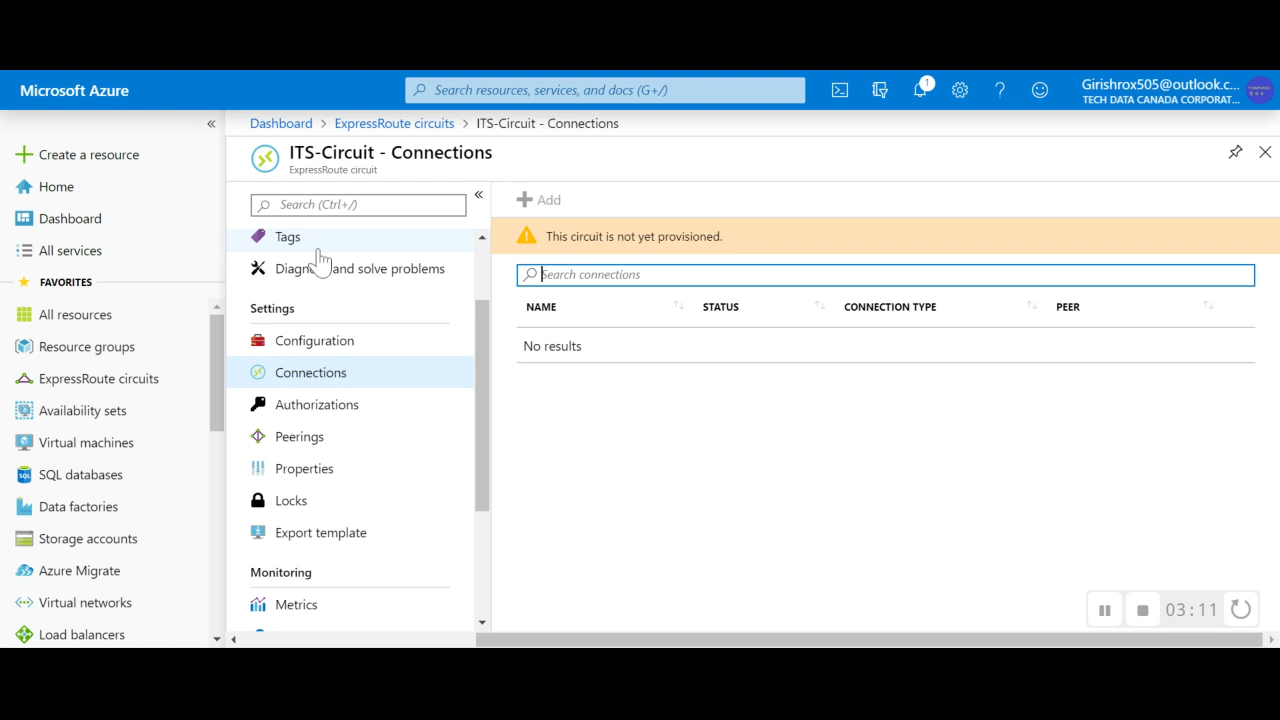 Microsoft Azure
Search resources, services, and docs (G+/)
1
Girishrox505@outlook.c...
TECH DATA CANADA CORPORAT...
Dashboard > ExpressRoute circuits > ITS-Circuit - Connections
ITS-Circuit - Connections
ExpressRoute circuit
Create a resource
Home
Dashboard
All services
FAVORITES
All resources
Resource groups
ExpressRoute circuits
Availability sets
Virtual machines
SQL databases
Data factories
Storage accounts
Azure Migrate
Virtual networks
Load balancers
Search (Ctrl+/)
Tags
and solve problems
Settings
Configuration
Connections
Authorizations
Peerings
Properties
Locks
Export template
Monitoring
Metrics
Add
This circuit is not yet provisioned.
Search connections
NAME STATUS CONNECTION TYPE PEER
No results
03:11